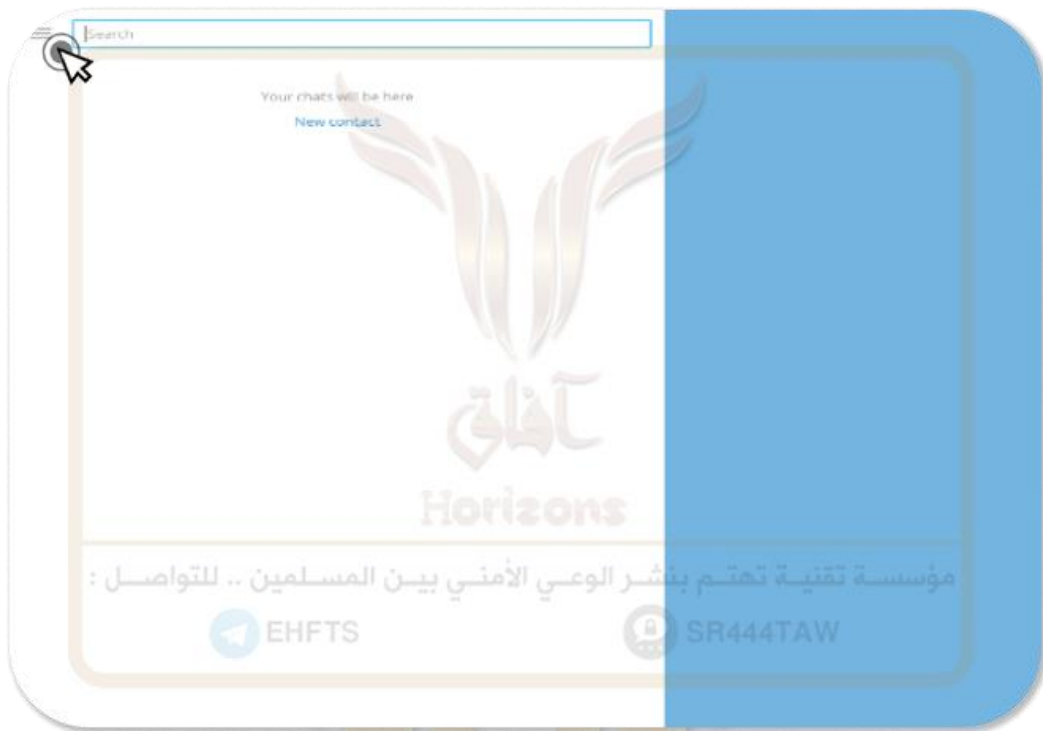 Search
Your chats will be here
New contact
آفاق
Horizons
مؤسسة تقنية تهتم بنشر الوعي الأمني بين المسلمين .. للتواصل :
EHFTS
SR444TAW